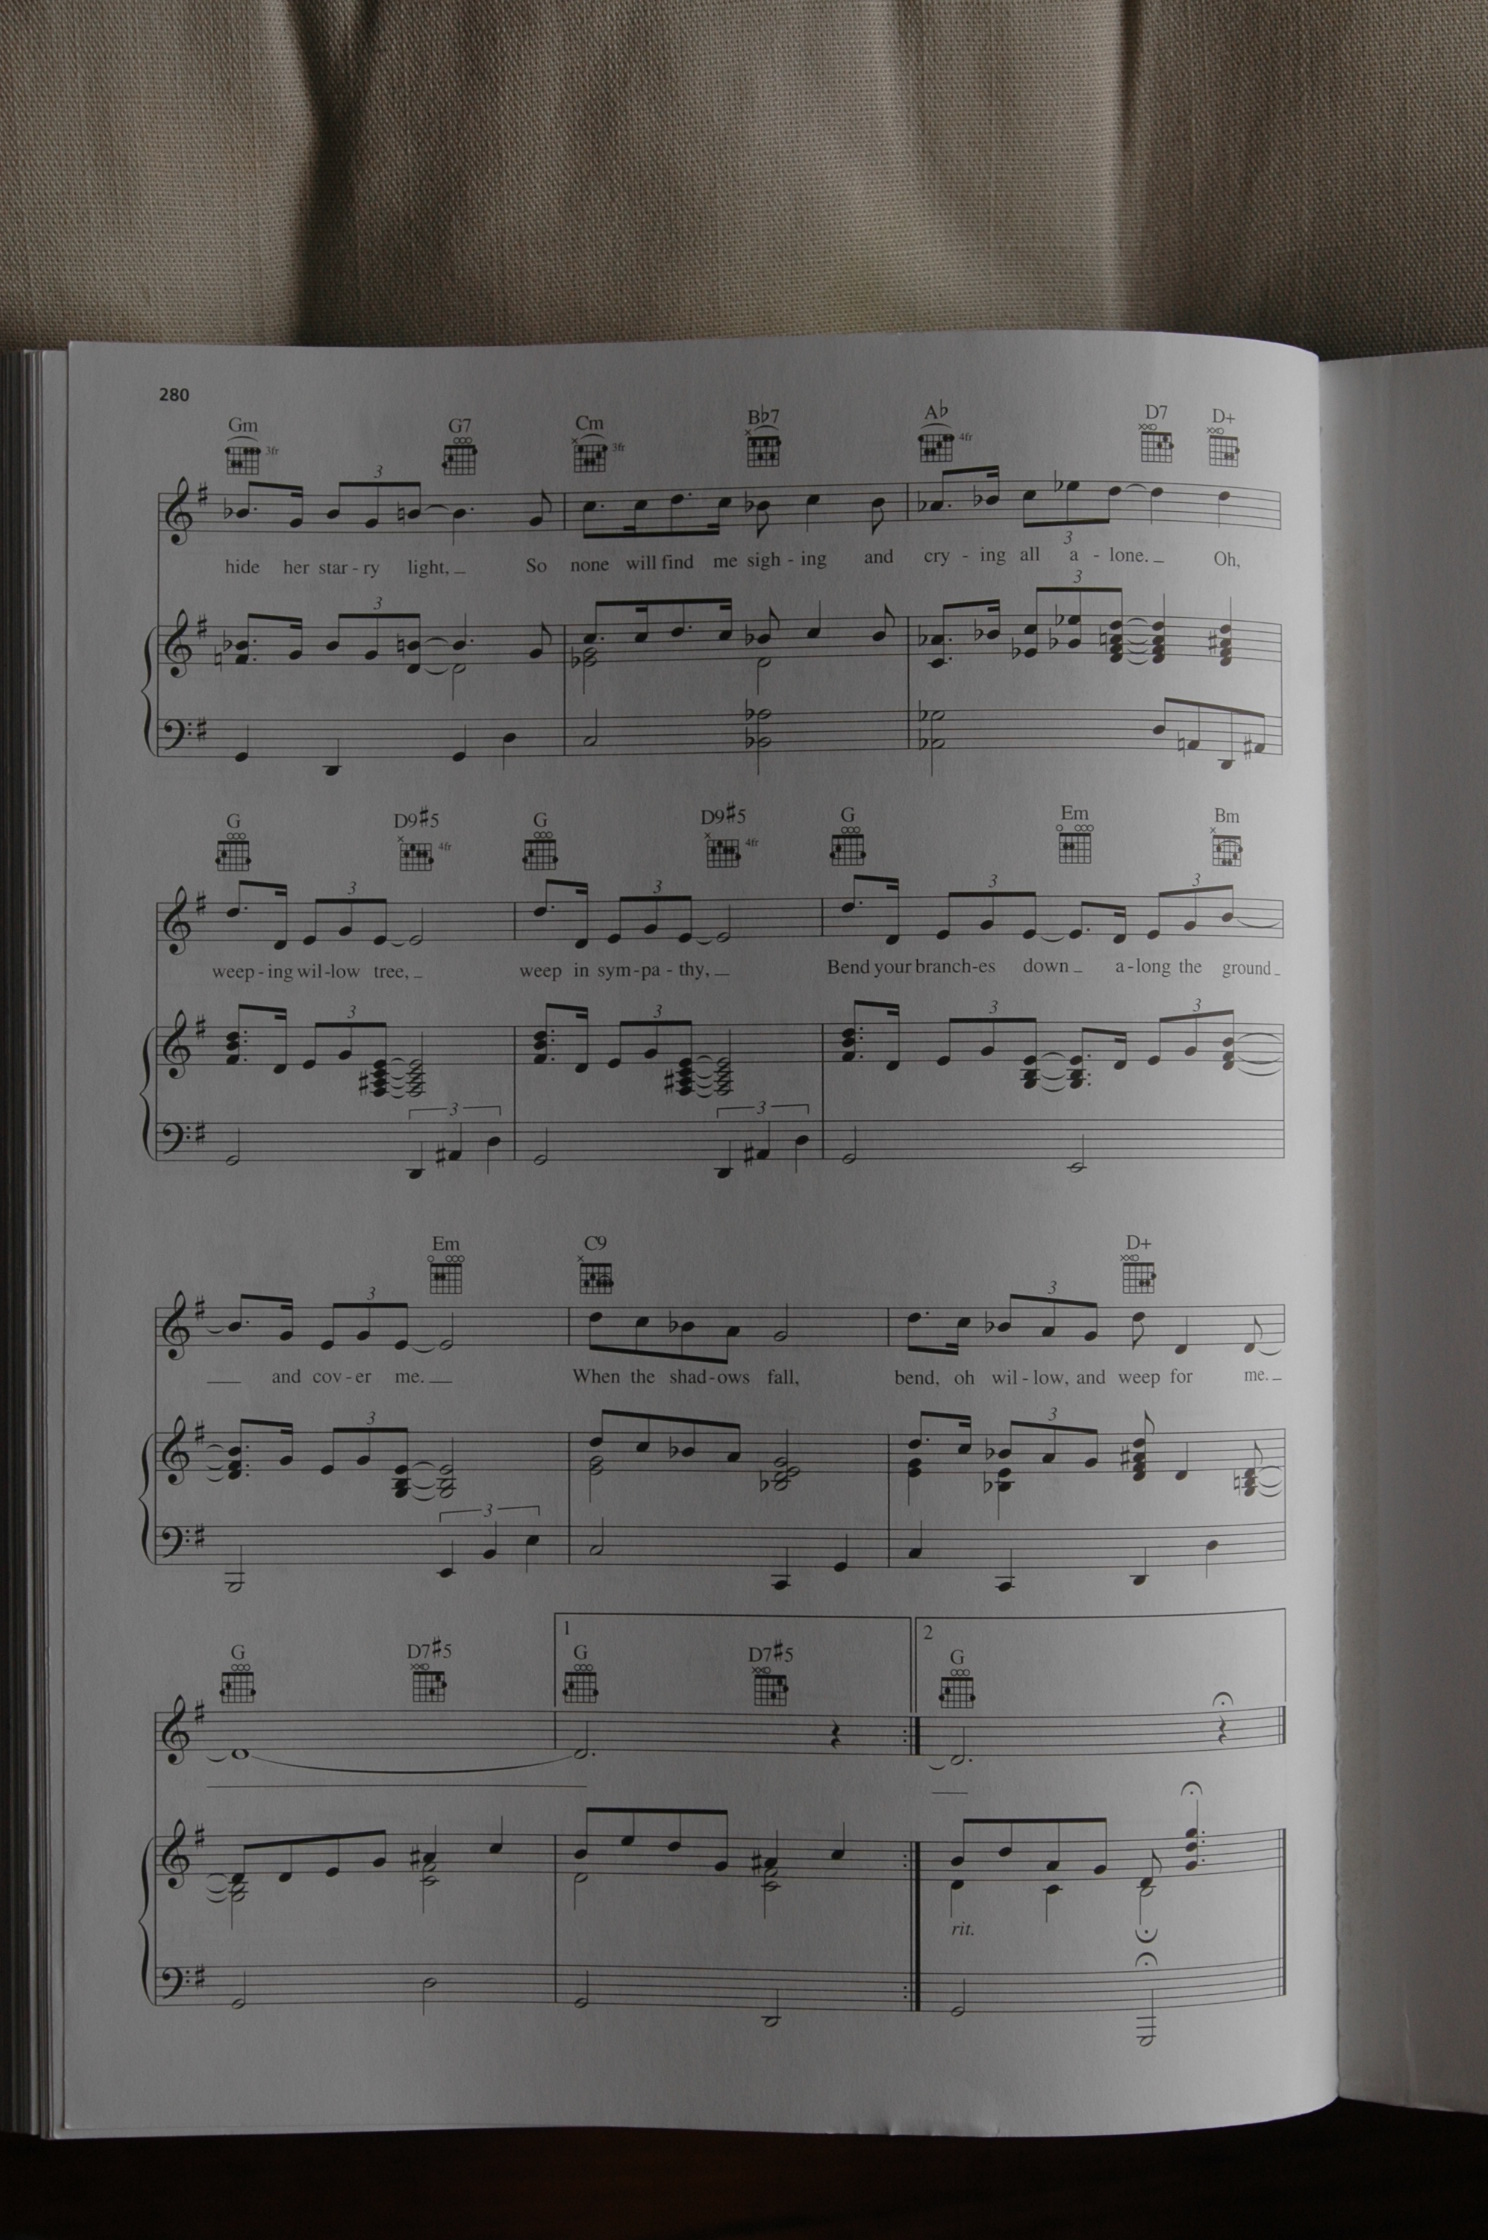 280
Gm G7 Cm B♭7 A♭ D7 D+
3fr 3fr 4fr
3 3
hide her star - ry light, So none will find me sigh - ing and cry - ing all a - lone. Oh,
3 3
G D9♯5 G D9♯5 G Em Bm
4fr 4fr
3 3 3 3
weep - ing wil - low tree, weep in sym - pa - thy, Bend your branch - es down a - long the ground
3 3 3 3
3 3
Em C9 D+
3 3
and cov - er me. When the shad - ows fall, bend, oh wil - low, and weep for me.
3 3
3
1 2
G D7♯5 G D7♯5 G
rit.